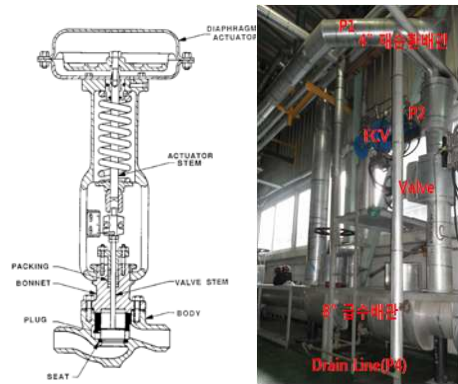 DIAPHRAGM
ACTUATOR
ACTUATOR
STEM
PACKING
BONNET
VALVE STEM
PLUG
BODY
SEAT
P1
4" 재순환배관
P2
FCV
Valve
8" 급수배관
Drain Line(P4)